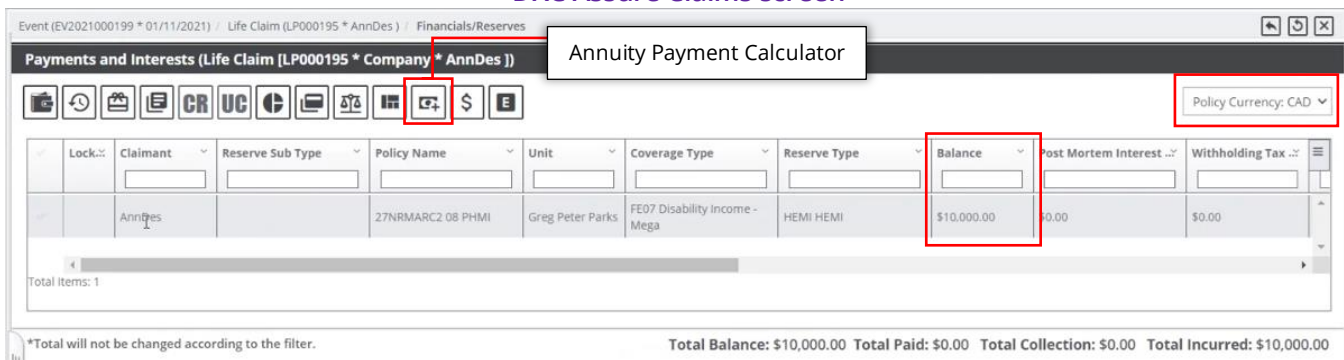 Event (EV2021000199 * 01/11/2021) / Life Claim (LP000195 * AnnDes ) / Financials/Reserves
Annuity Payment Calculator
Payments and Interests (Life Claim [LP000195 * Company * AnnDes ])
CR UC $ E
Policy Currency: CAD
Lock... Claimant Reserve Sub Type Policy Name Unit Coverage Type Reserve Type Balance Post Mortem Interest ... Withholding Tax ...
AnnDes 27NRMARC2 08 PHMI Greg Peter Parks FE07 Disability Income - HEMI HEMI $10,000.00 $0.00 $0.00
Mega
Total Items: 1
*Total will not be changed according to the filter. Total Balance: $10,000.00 Total Paid: $0.00 Total Collection: $0.00 Total Incurred: $10,000.00